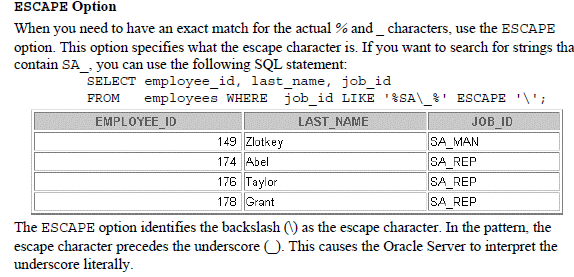 ESCAPE Option
When you need to have an exact match for the actual % and _ characters, use the ESCAPE
option. This option specifies what the escape character is. If you want to search for strings tha
contain SA_, you can use the following SQL statement:
SELECT employee_id, last_name, job_id
FROM employees WHERE job_id LIKE '%SA\_%' ESCAPE '\';
EMPLOYEE_ID LAST_NAME JOB_ID
149 Zlotkey SA_MAN
174 Abel SA_REP
176 Taylor SA_REP
178 Grant SA_REP
The ESCAPE option identifies the backslash (\) as the escape character. In the pattern, the
escape character precedes the underscore (_). This causes the Oracle Server to interpret the
underscore literally.